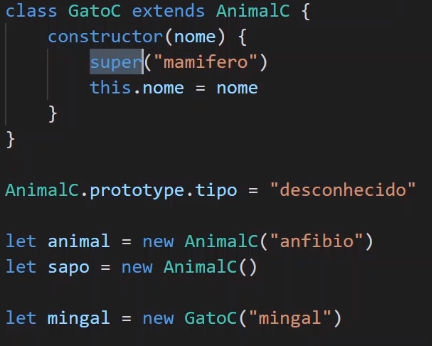 class GatoC extends AnimalC {
    constructor(nome) {
        super("mamifero")
        this.nome = nome
    }
}
AnimalC.prototype.tipo = "desconhecido"
let animal = new AnimalC("anfibio")
let sapo = new AnimalC()
let mingal = new GatoC("mingal")